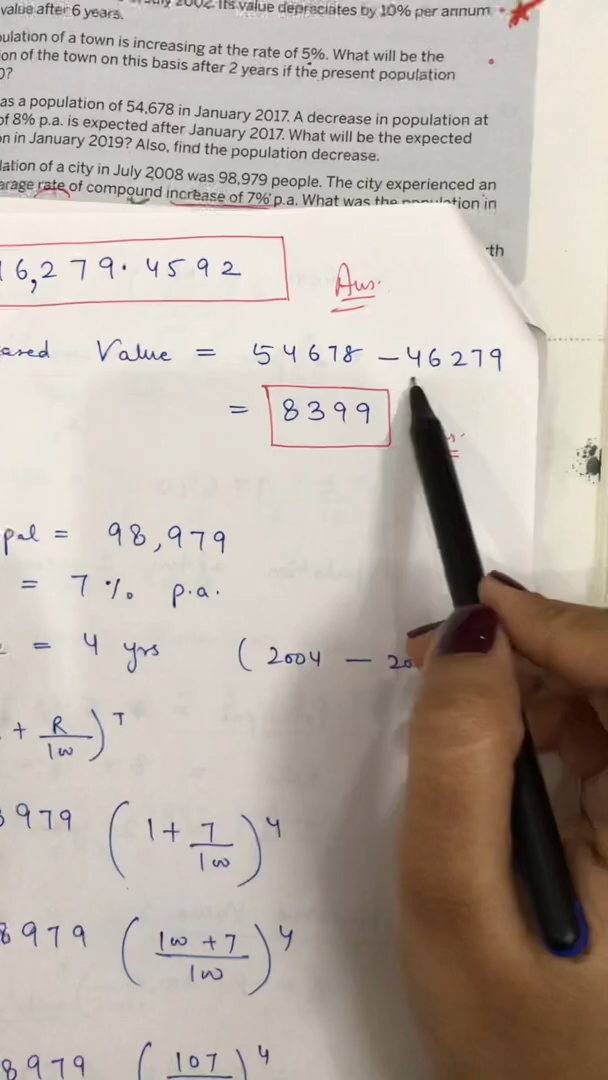 value after 6 years.
July 2002. Its value depreciates by 10% per annum
ulation of a town is increasing at the rate of 5%. What will be the
on of the town on this basis after 2 years if the present population
0?
as a population of 54,678 in January 2017. A decrease in population at
of 8% p.a. is expected after January 2017. What will be the expected
n in January 2019? Also, find the population decrease.
lation of a city in July 2008 was 98,979 people. The city experienced an
arage rate of compound increase of 7% p.a. What was the population in
th
6,279.4592
Ans.
ased Value = 54678 - 46279
= 8399
pal = 98,979
= 7 % p.a.
= 4 yrs ( 2004 - 20
+ R/100 )^T
8979 ( 1 + 7/100 )^4
8979 ( 100 + 7 / 100 )^4
8979 ( 107 )^4